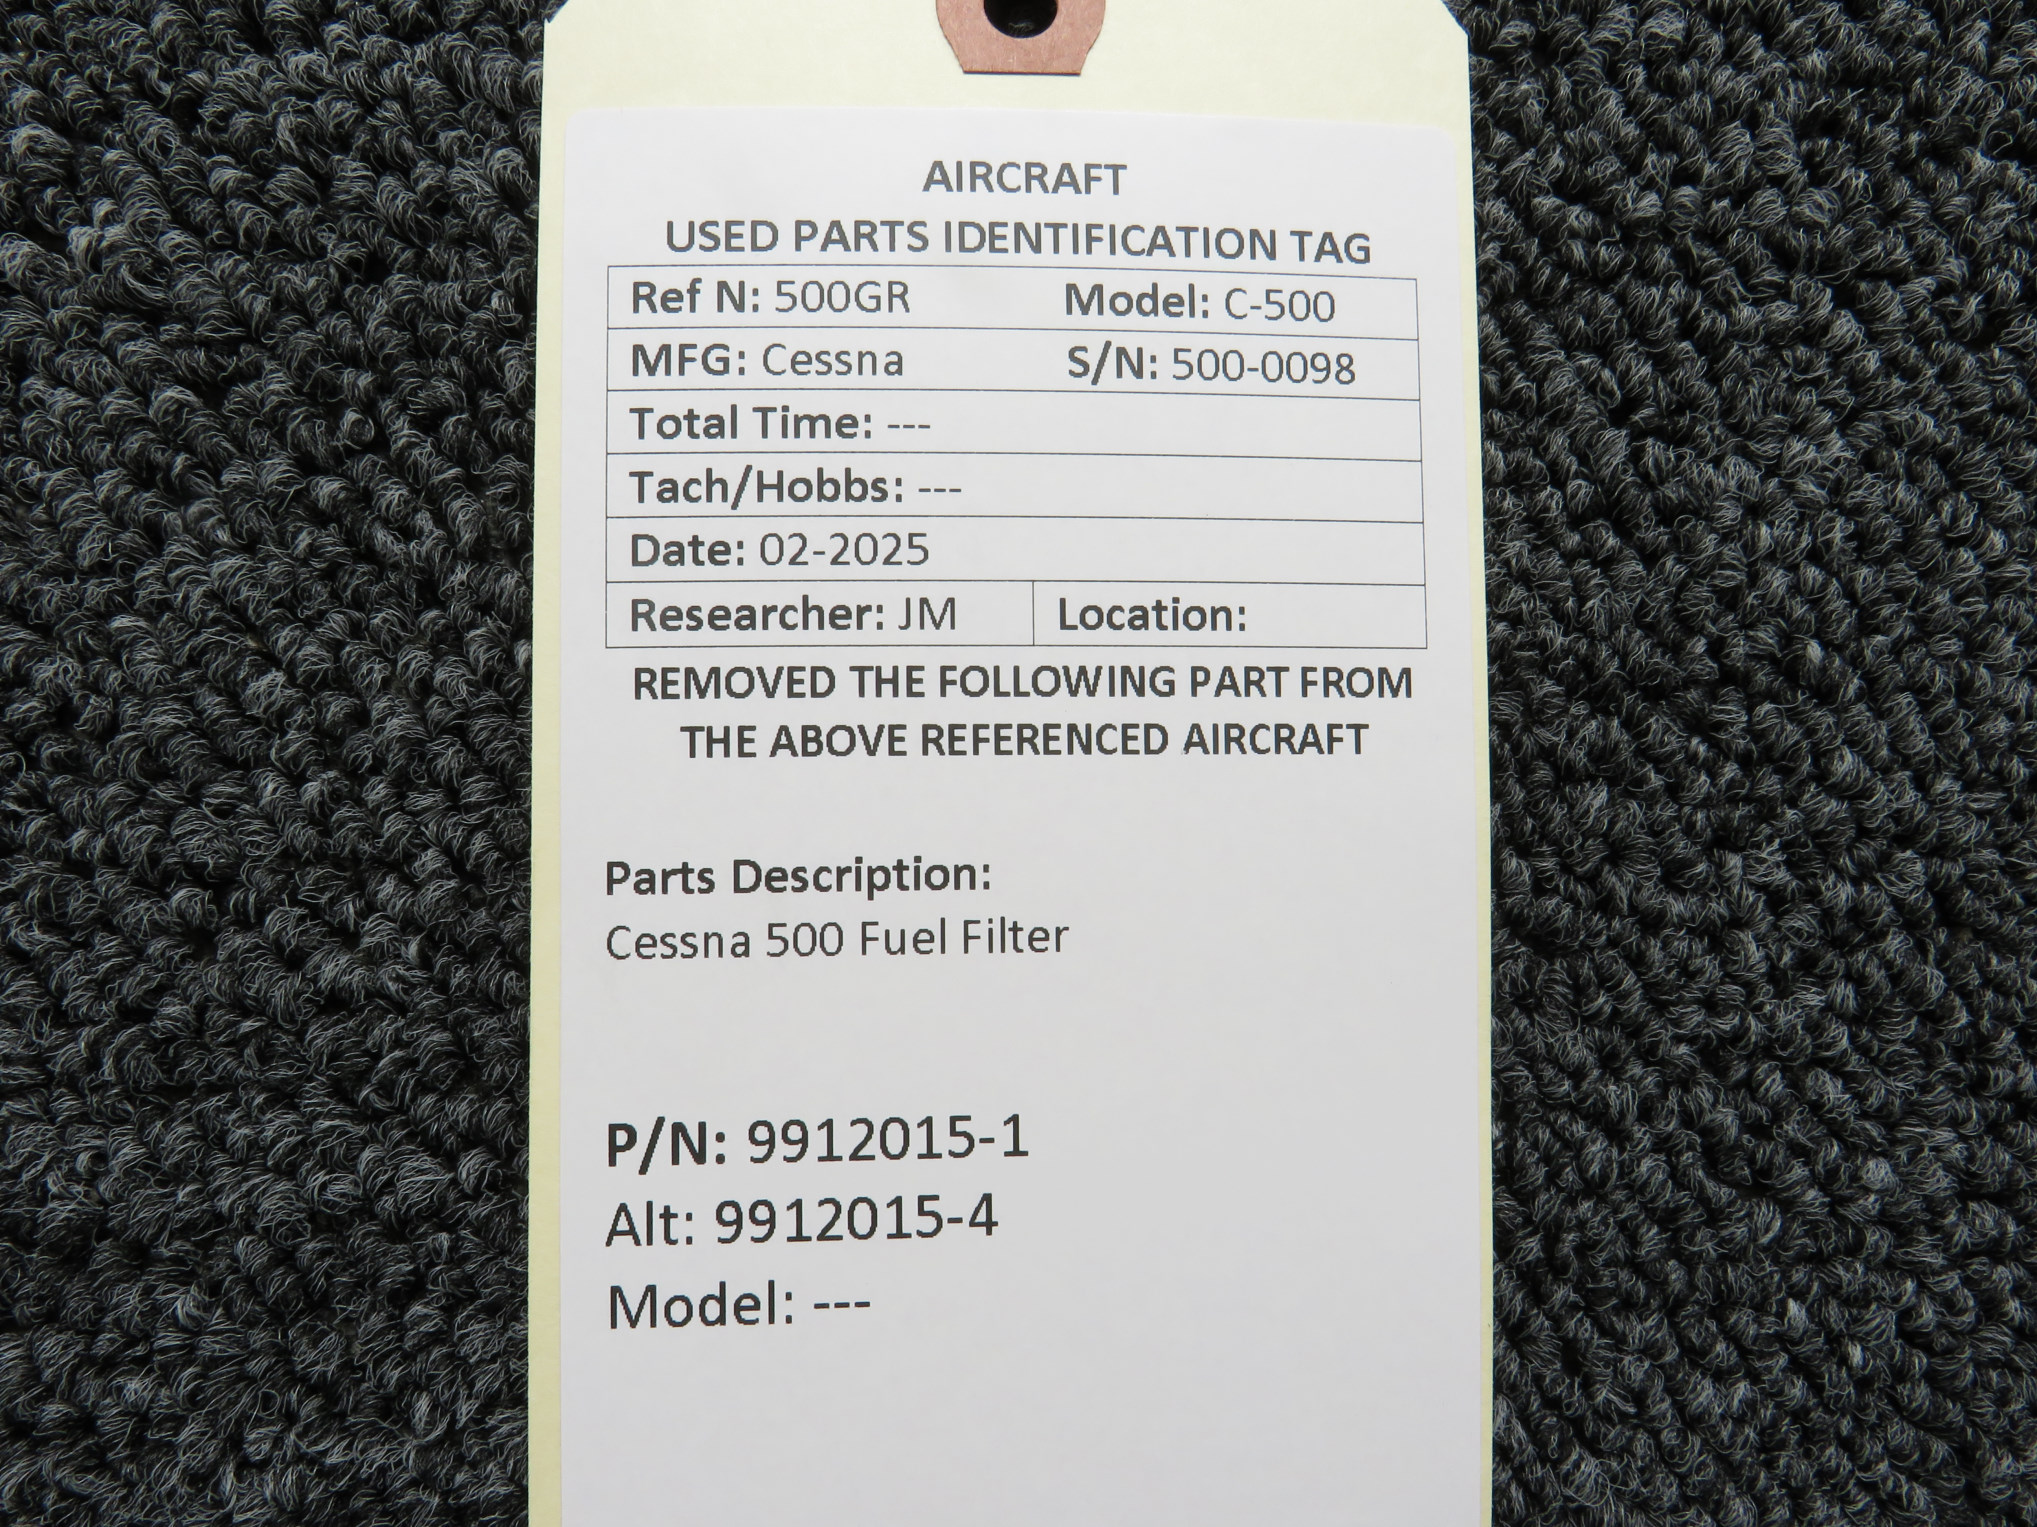 AIRCRAFT
USED PARTS IDENTIFICATION TAG
Ref N: 500GR Model: C-500
MFG: Cessna S/N: 500-0098
Total Time: ---
Tach/Hobbs: ---
Date: 02-2025
Researcher: JM Location:
REMOVED THE FOLLOWING PART FROM
THE ABOVE REFERENCED AIRCRAFT
Parts Description:
Cessna 500 Fuel Filter
P/N: 9912015-1
Alt: 9912015-4
Model: ---